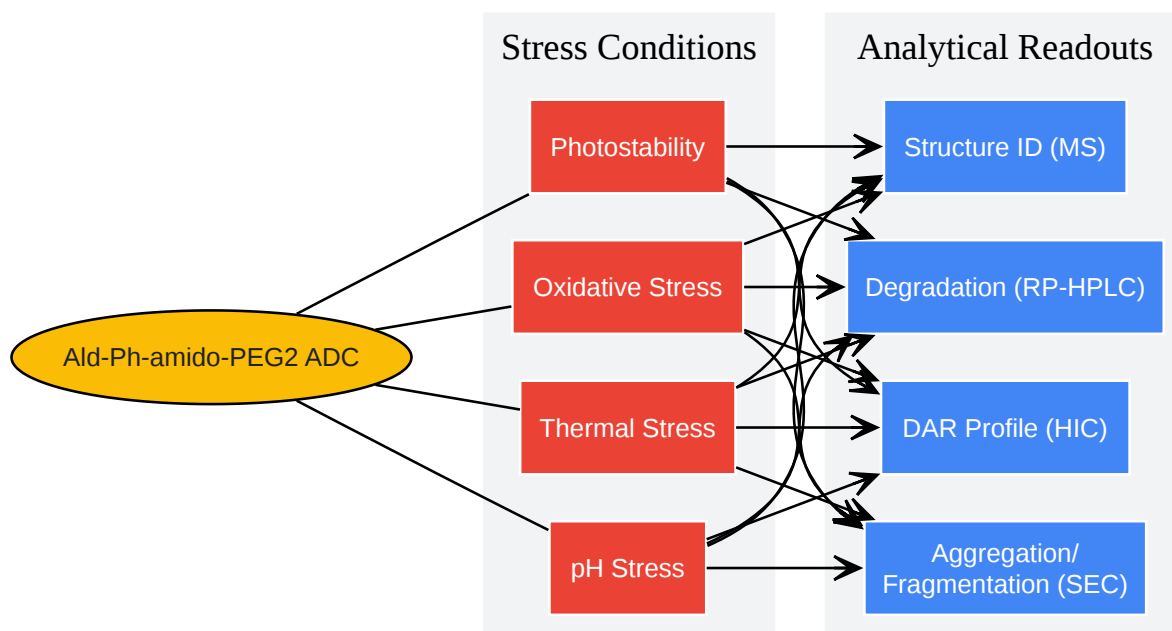 Stress Conditions
Analytical Readouts
Photostability
Structure ID (MS)
Oxidative Stress
Degradation (RP-HPLC)
Ald-Ph-amido-PEG2 ADC
Thermal Stress
DAR Profile (HIC)
pH Stress
Aggregation/
Fragmentation (SEC)